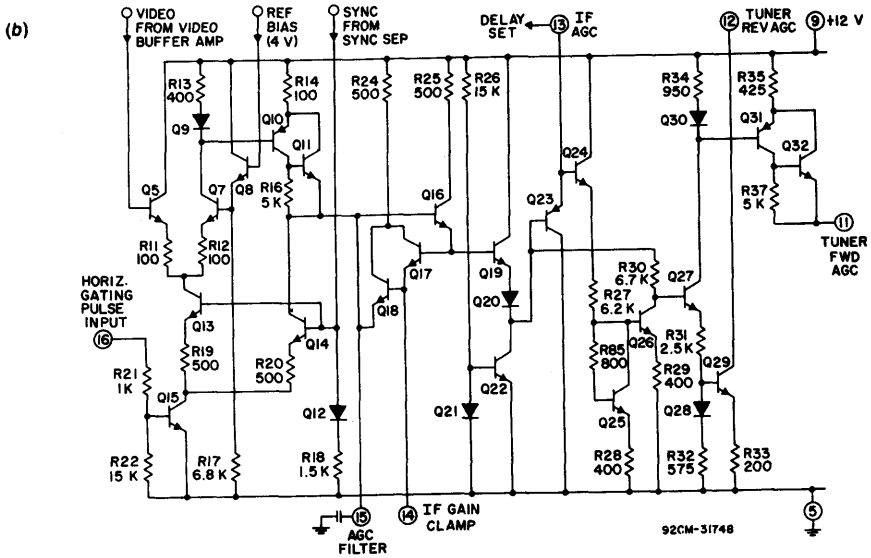 (b)
VIDEO
FROM VIDEO
BUFFER AMP
REF
BIAS
(4 V)
SYNC
FROM
SYNC SEP
DELAY
SET
13
IF
AGC
12
TUNER
REV AGC
9
+12 V
R13
400
R14
100
R24
500
R25
500
R26
15 K
R34
950
R35
425
Q9
Q10
Q11
Q30
Q31
Q32
Q5
Q7
Q8
R16
5 K
Q16
Q24
Q23
R37
5 K
R11
100
R12
100
Q17
Q19
11
TUNER
FWD
AGC
HORIZ.
GATING
PULSE
INPUT
16
Q13
Q14
Q18
Q20
R30
6.7 K
R27
6.2 K
Q27
R19
500
R20
500
Q22
R85
800
Q26
R31
2.5 K
Q29
R21
1 K
Q15
Q12
Q21
Q25
R29
400
Q28
R22
15 K
R17
6.8 K
R18
1.5 K
R28
400
R32
575
R33
200
15
AGC
FILTER
14
IF GAIN
CLAMP
92CM-31748
5